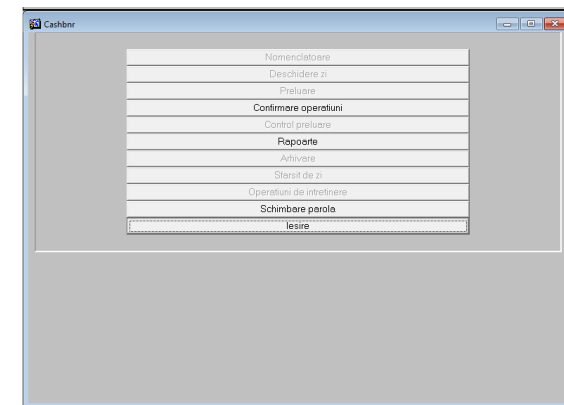 Cashbnr
Nomenclatoare
Deschidere zi
Preluare
Confirmare operatiuni
Control preluare
Rapoarte
Arhivare
Sfarsit de zi
Operatiuni de intretinere
Schimbare parola
Iesire